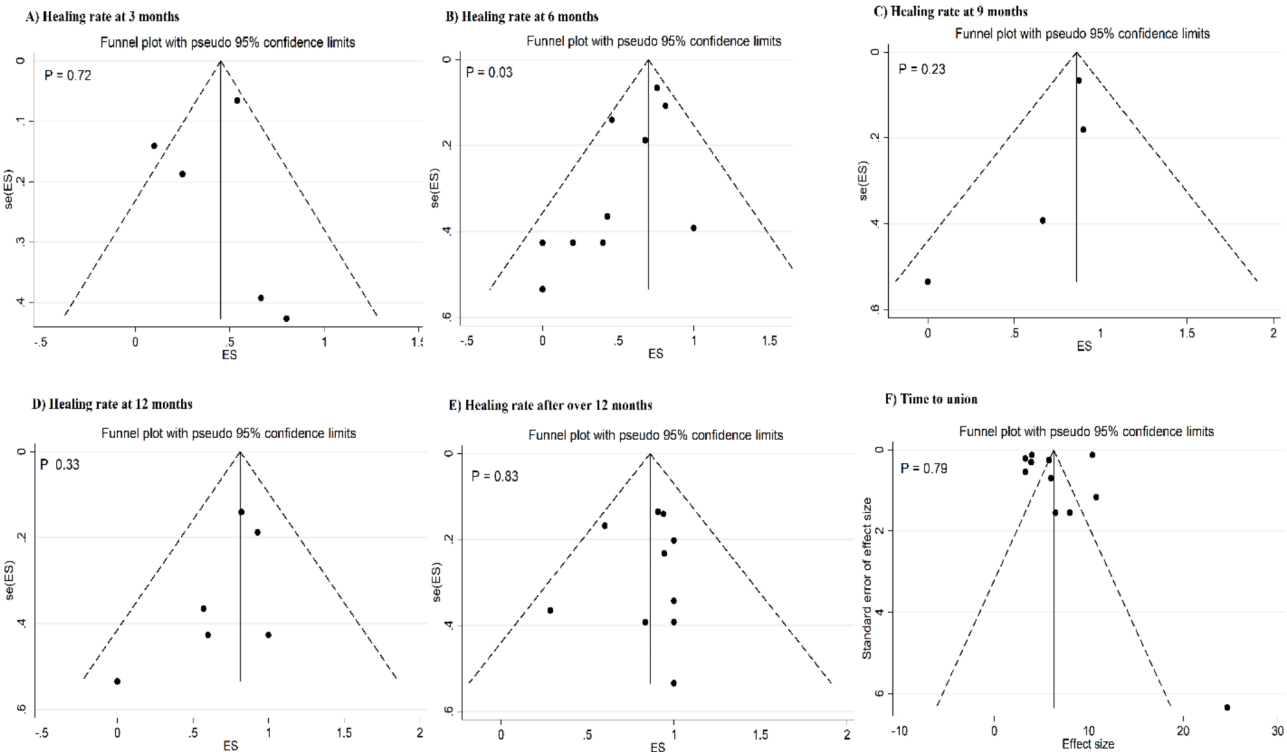 A) Healing rate at 3 months
Funnel plot with pseudo 95% confidence limits
P = 0.72
0
.1
.2
.3
.4
se(ES)
-.5
0
.5
1
ES
B) Healing rate at 6 months
Funnel plot with pseudo 95% confidence limits
P = 0.03
0
.2
.4
.6
se(ES)
0
.5
1
1.5
ES
C) Healing rate at 9 months
Funnel plot with pseudo 95% confidence limits
P = 0.23
0
.2
.4
.6
se(ES)
0
.5
1
1.5
2
ES
D) Healing rate at 12 months
Funnel plot with pseudo 95% confidence limits
P 0.33
0
.2
.4
.6
se(ES)
0
.5
1
1.5
2
ES
E) Healing rate after over 12 months
Funnel plot with pseudo 95% confidence limits
P = 0.83
0
.2
.4
.6
se(ES)
0
.5
1
1.5
2
ES
F) Time to union
Funnel plot with pseudo 95% confidence limits
P = 0.79
0
2
4
6
Standard error of effect size
-10
0
10
20
30
Effect size